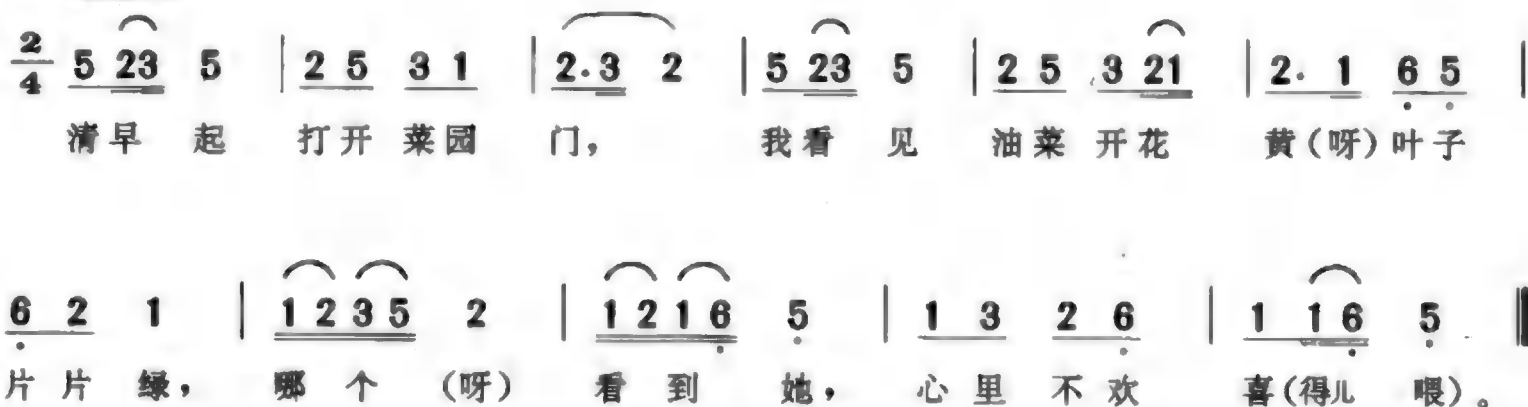 2/4 5 23 5 | 2 5 3 1 | 2·3 2 | 5 23 5 | 2 5 3 21 | 2· 1 6̣ 5̣ |
清早 起 打开 菜园 门， 我看 见 油菜 开花 黄(呀)叶子
6̣ 2 1 | 1235 2 | 1216̣ 5̣ | 1 3 2 6̣ | 1 16̣ 5̣ ‖
片片 绿， 哪 个 (呀) 看 到 她， 心里 不欢 喜(得儿 喂)。